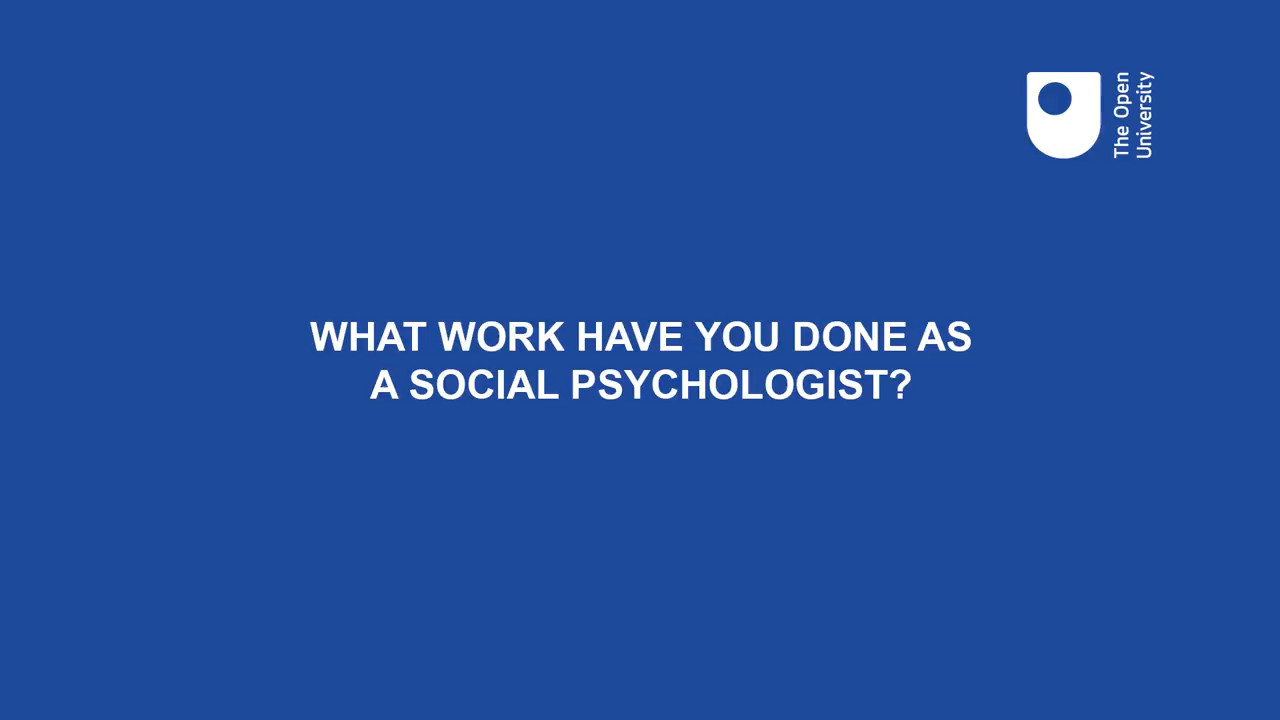 The Open
University
WHAT WORK HAVE YOU DONE AS
A SOCIAL PSYCHOLOGIST?